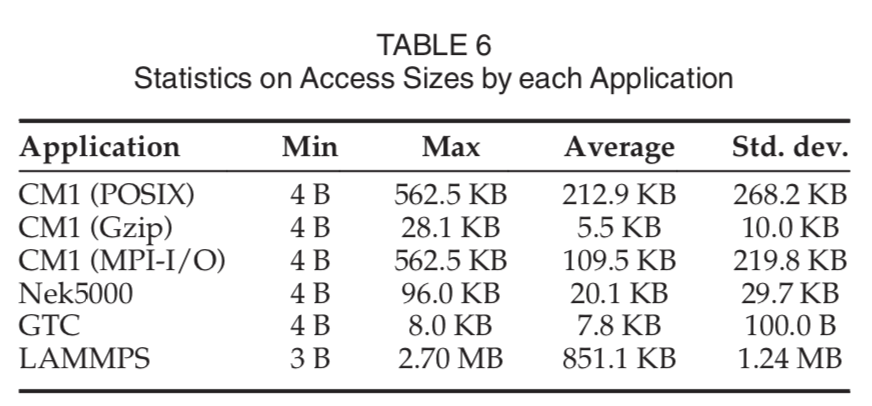 TABLE 6
Statistics on Access Sizes by each Application
Application Min Max Average Std. dev.
CM1 (POSIX) 4 B 562.5 KB 212.9 KB 268.2 KB
CM1 (Gzip) 4 B 28.1 KB 5.5 KB 10.0 KB
CM1 (MPI-I/O) 4 B 562.5 KB 109.5 KB 219.8 KB
Nek5000 4 B 96.0 KB 20.1 KB 29.7 KB
GTC 4 B 8.0 KB 7.8 KB 100.0 B
LAMMPS 3 B 2.70 MB 851.1 KB 1.24 MB